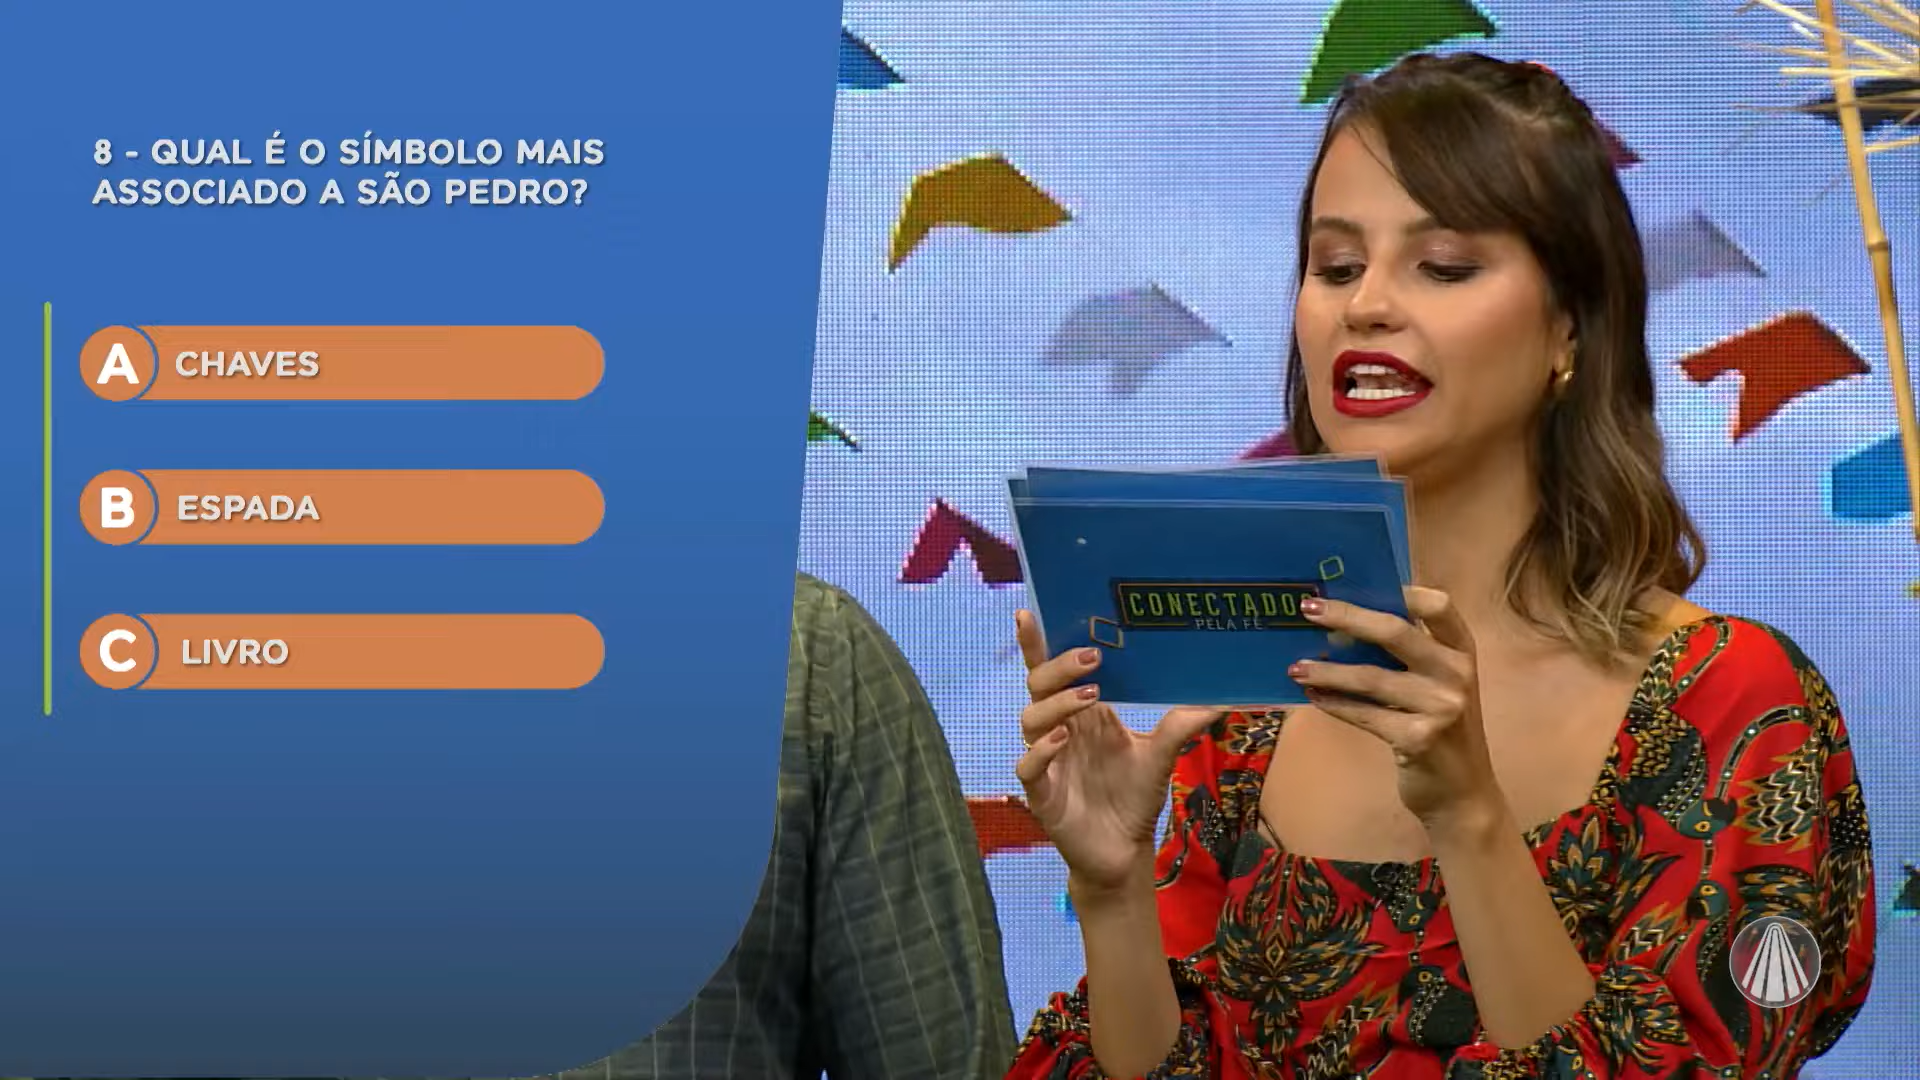 8 - QUAL É O SÍMBOLO MAIS
ASSOCIADO A SÃO PEDRO?
A CHAVES
B ESPADA
C LIVRO
CONECTADOS
PELA FÉ